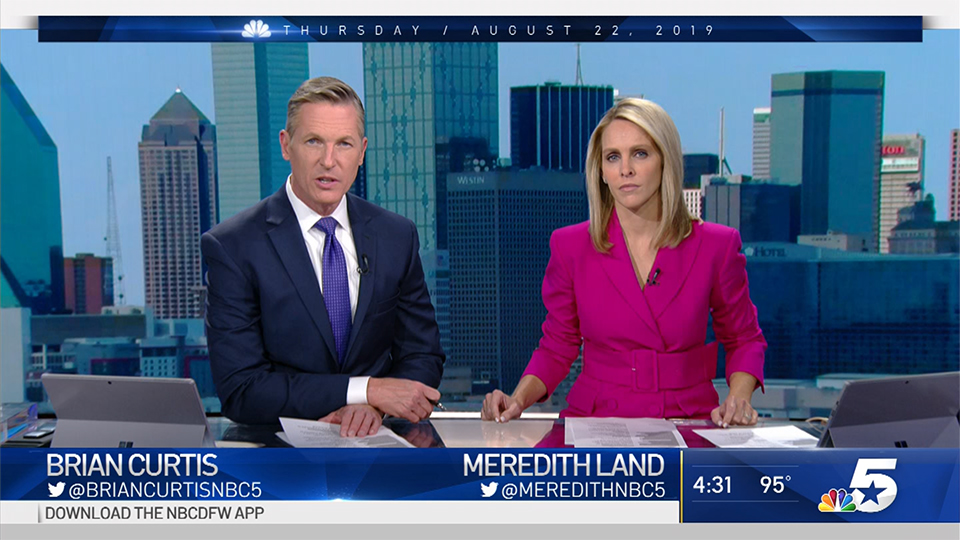 THURSDAY / AUGUST 22, 2019
WESTIN
BRIAN CURTIS
@BRIANCURTISNBC5
MEREDITH LAND
@MEREDITHNBC5
4:31 95°
5
DOWNLOAD THE NBCDFW APP